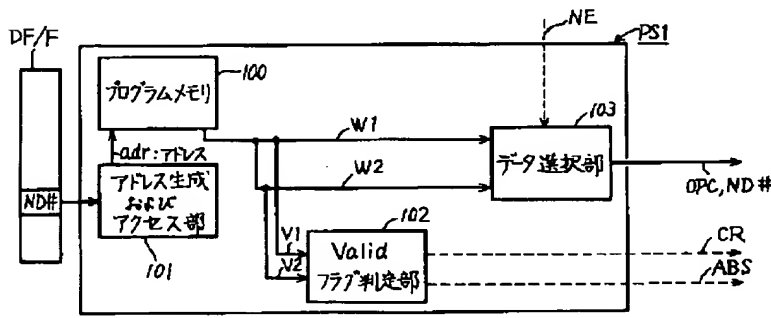 DF/F
NE
PS1
100
プログラムメモリ
103
W1
adr:アドレス
データ選択部
W2
OPC, ND#
ND#
アドレス生成
および
アクセス部
102
101
V1
V2
Valid
フラグ判定部
CR
ABS